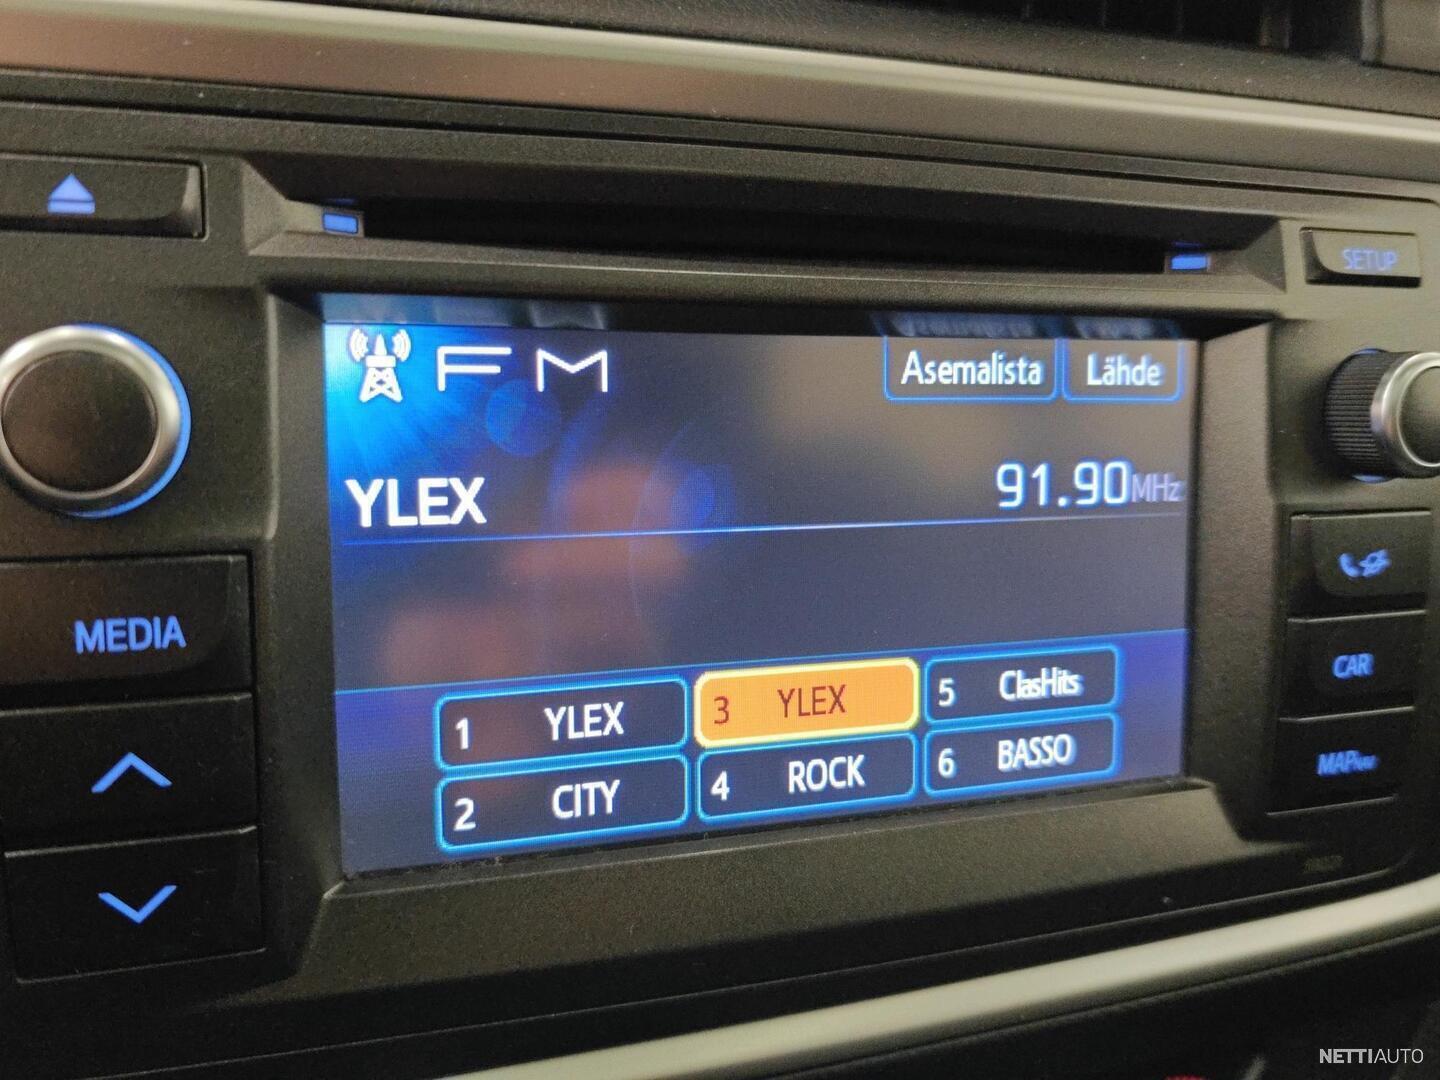 SETUP
FM
Asemalista
Lähde
YLEX
91.90MHz
MEDIA
1 YLEX
3 YLEX
5 ClasHits
2 CITY
4 ROCK
6 BASSO
CAR
MAP
NETTIAUTO